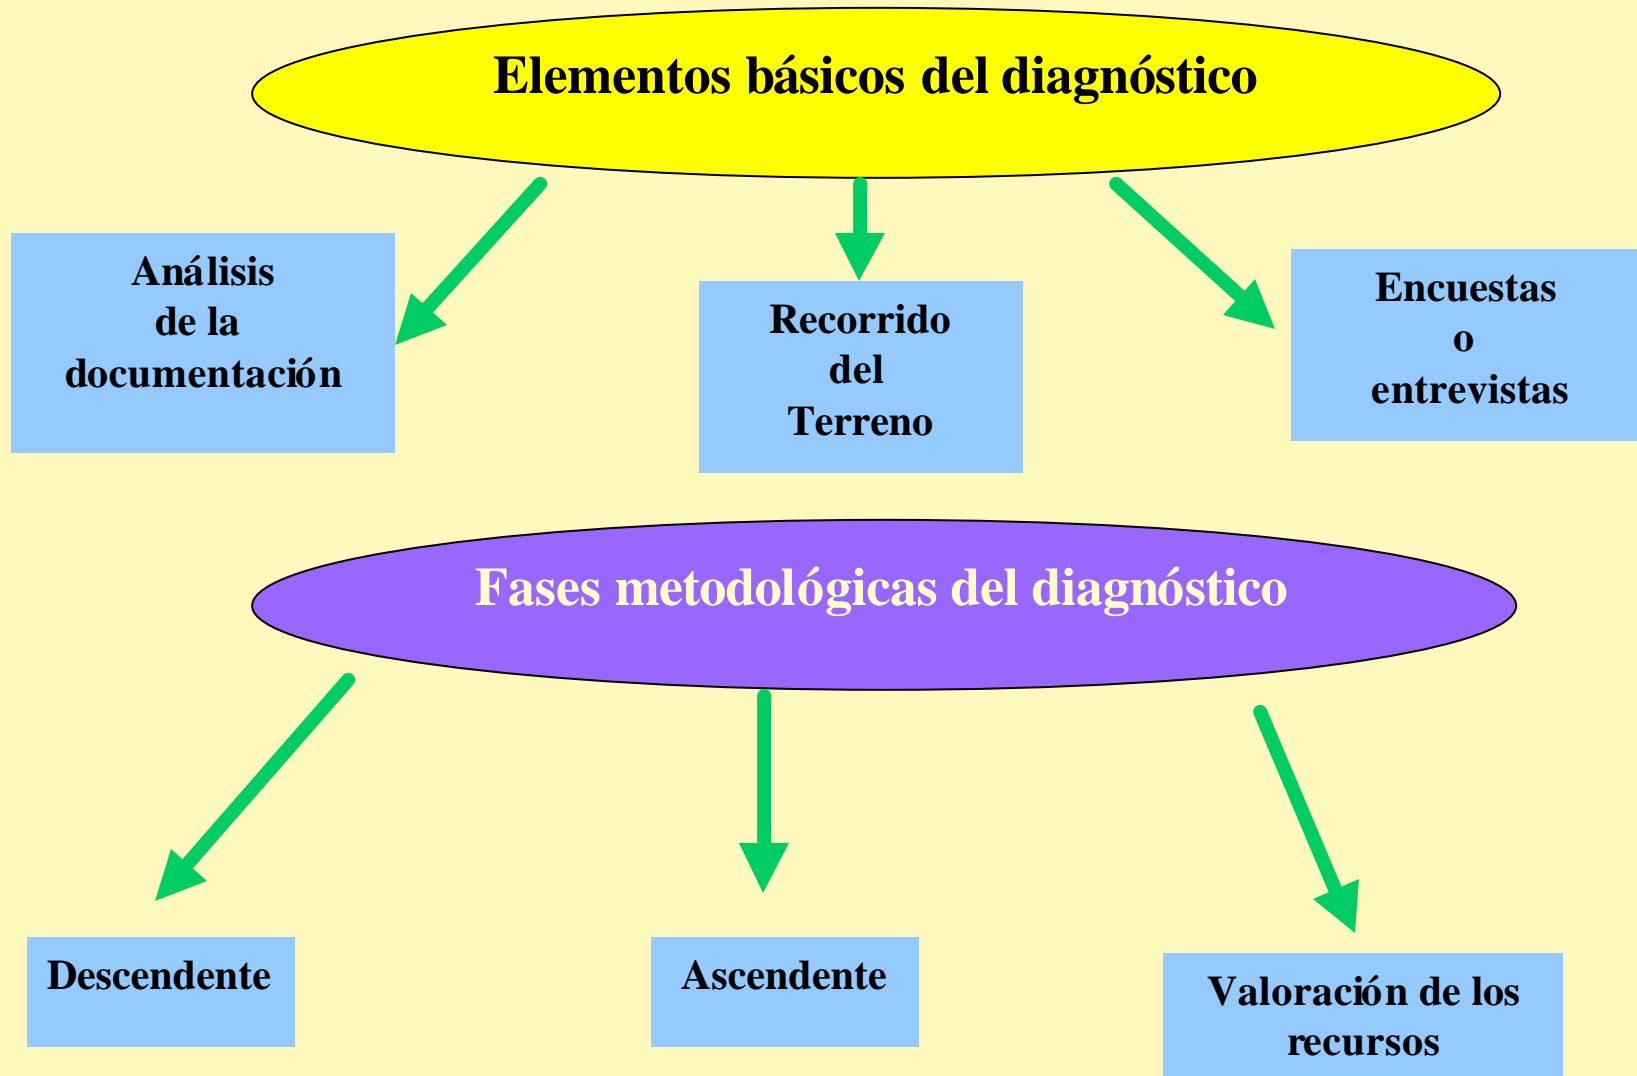 Elementos básicos del diagnóstico
Análisis
de la
documentación
Recorrido
del
Terreno
Encuestas
o
entrevistas
Fases metodológicas del diagnóstico
Descendente
Ascendente
Valoración de los
recursos